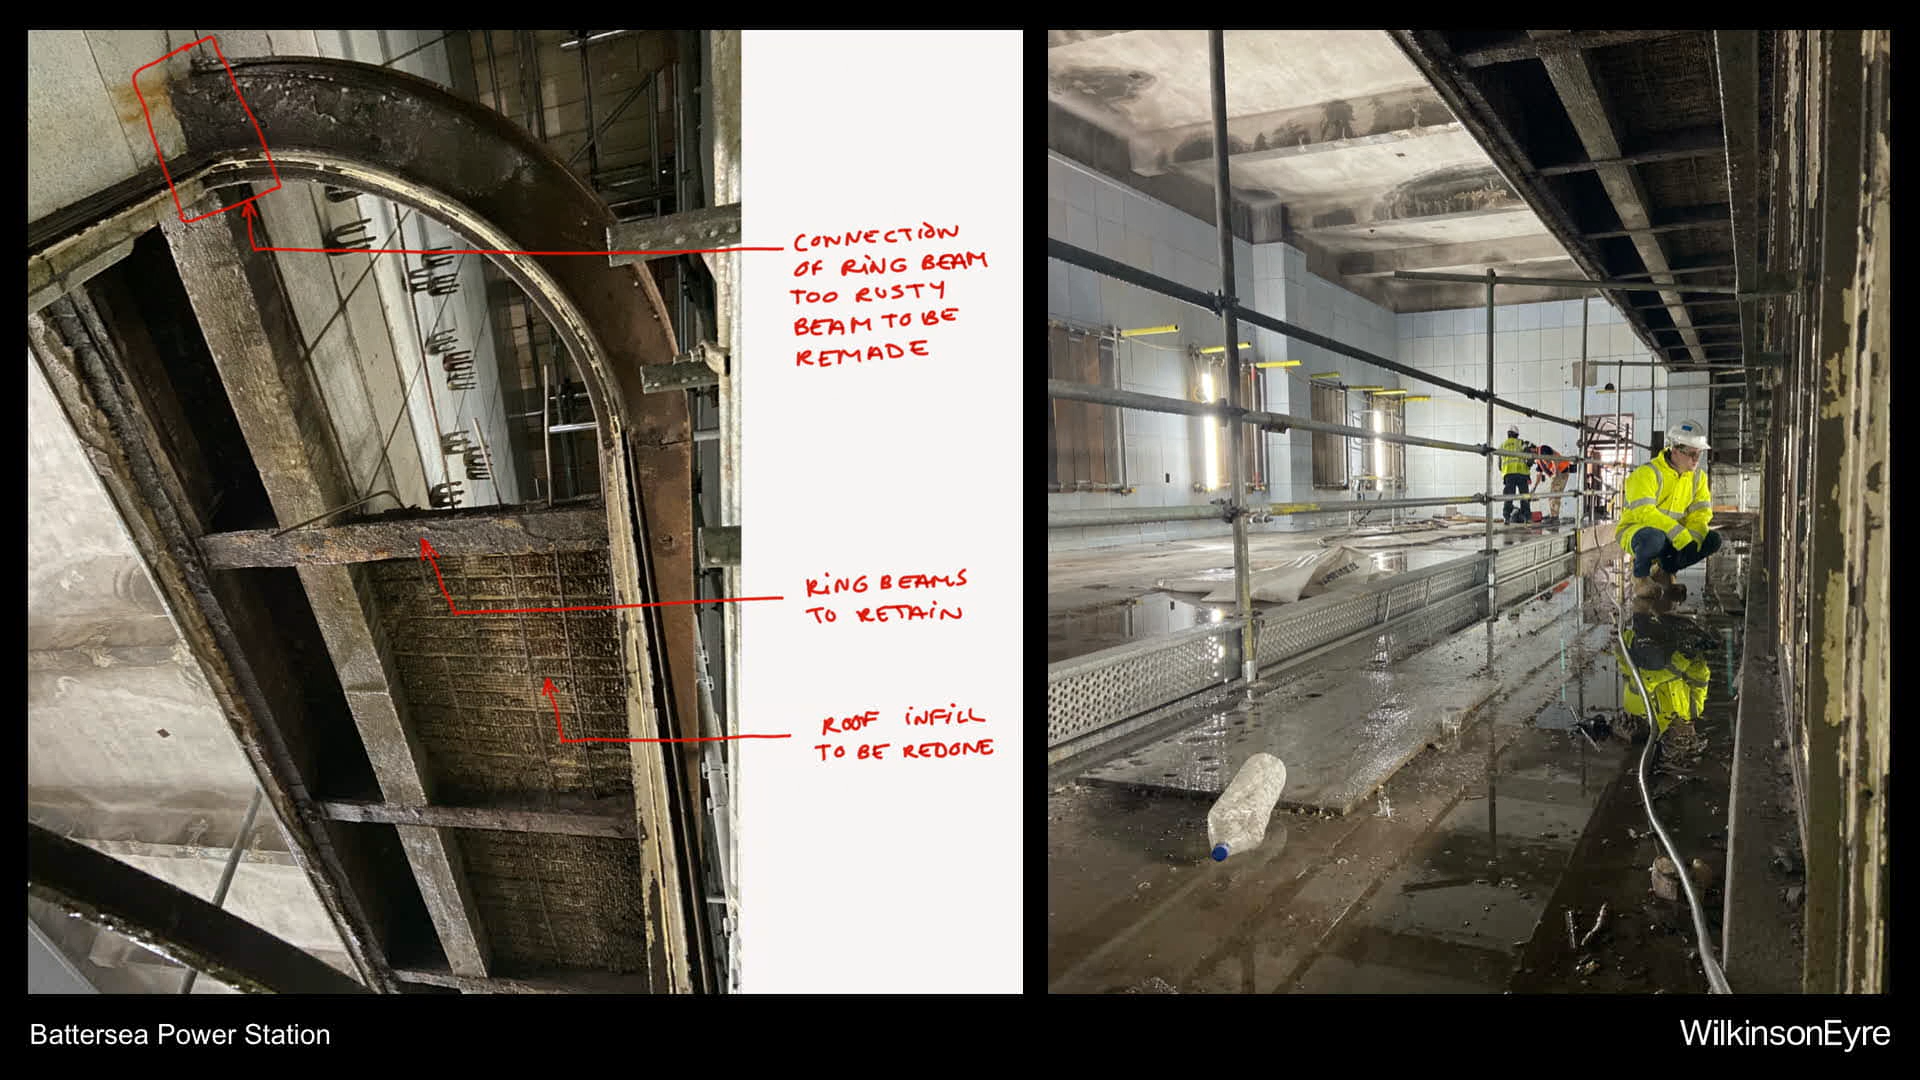 CONNECTION
OF RING BEAM
TOO RUSTY
BEAM TO BE
REMADE
RING BEAMS
TO RETAIN
ROOF INFILL
TO BE REDONE
Battersea Power Station
WilkinsonEyre